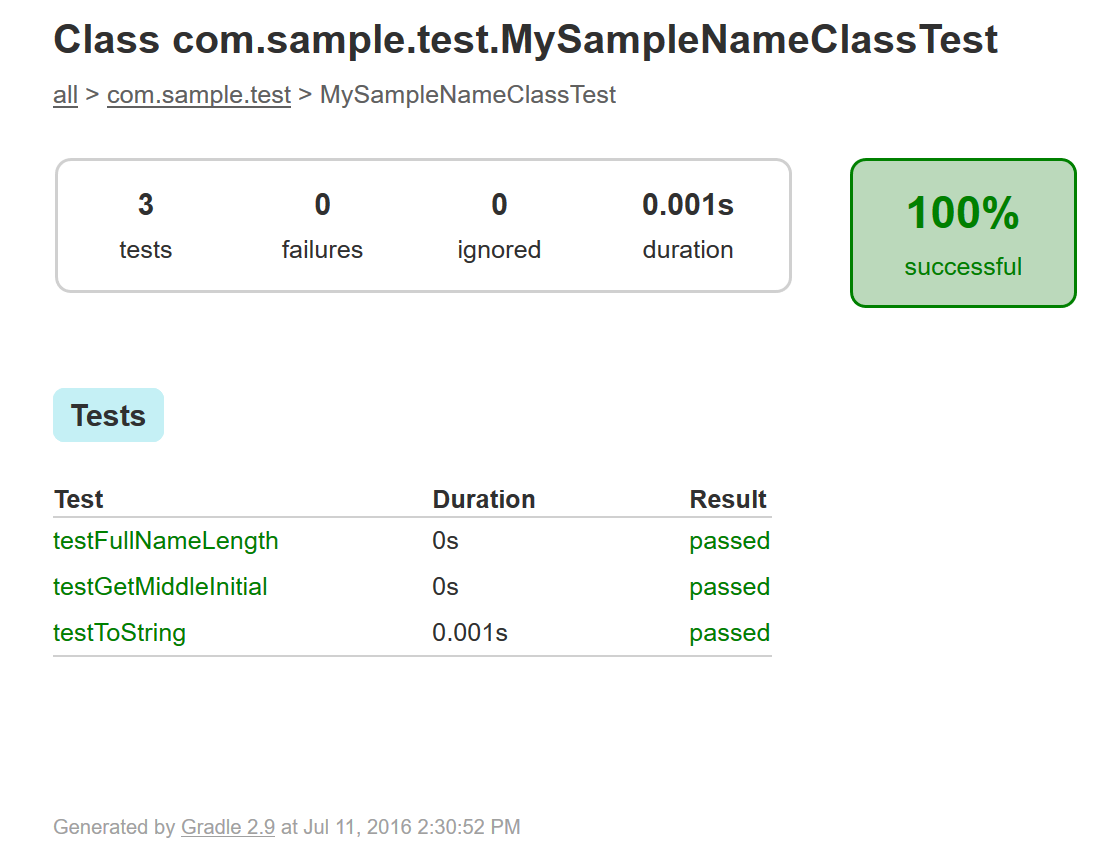 Class com.sample.test.MySampleNameClassTest
all > com.sample.test > MySampleNameClassTest
3 0 0 0.001s
tests failures ignored duration
100%
successful
Tests
Test Duration Result
testFullNameLength 0s passed
testGetMiddleInitial 0s passed
testToString 0.001s passed
Generated by Gradle 2.9 at Jul 11, 2016 2:30:52 PM